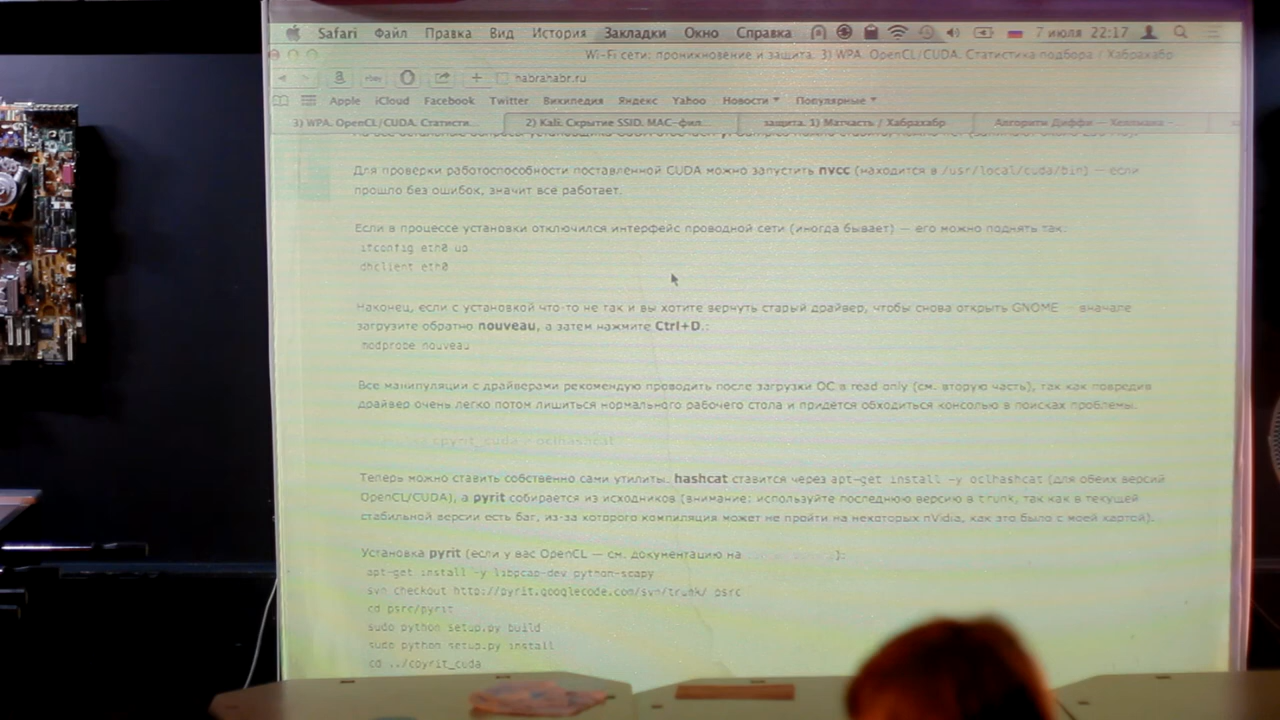 Safari Файл Правка Вид История Закладки Окно Справка 7 июля 22:17
Wi-Fi сети: проникновение и защита. 3) WPA. OpenCL/CUDA. Статистика подбора / Хабрахабр
ebay habrahabr.ru
Apple iCloud Facebook Twitter Википедия Яндекс Yahoo Новости Популярные
3) WPA. OpenCL/CUDA. Статисти... 2) Kali: Скрытие SSID. MAC-фил... защита. 1) Матчасть / Хабрахабр Алгоритм Диффи — Хеллмана –
Для проверки работоспособности поставленной CUDA можно запустить nvcc (находится в /usr/local/cuda/bin) — если
прошло без ошибок, значит всё работает.
Если в процессе установки отключился интерфейс проводной сети (иногда бывает) — его можно поднять так:
ifconfig eth0 up
dhclient eth0
Наконец, если с установкой что-то не так и вы хотите вернуть старый драйвер, чтобы снова открыть GNOME — вначале
загрузите обратно nouveau, а затем нажмите Ctrl+D.:
modprobe nouveau
Все манипуляции с драйверами рекомендую проводить после загрузки ОС в read only (см. вторую часть), так как повредив
драйвер очень легко потом лишиться нормального рабочего стола и придётся обходиться консолью в поисках проблемы.
cpyrit_cuda oclhashcat
Теперь можно ставить собственно сами утилиты. hashcat ставится через apt-get install -y oclhashcat (для обеих версий
OpenCL/CUDA), а pyrit собирается из исходников (внимание: используйте последнюю версию в trunk, так как в текущей
стабильной версии есть баг, из-за которого компиляция может не пройти на некоторых nVidia, как это было с моей картой).
Установка pyrit (если у вас OpenCL — см. документацию на ):
apt-get install -y libpcap-dev python-scapy
svn checkout http://pyrit.googlecode.com/svn/trunk/ psrc
cd psrc/pyrit
sudo python setup.py build
sudo python setup.py install
cd ../cpyrit_cuda